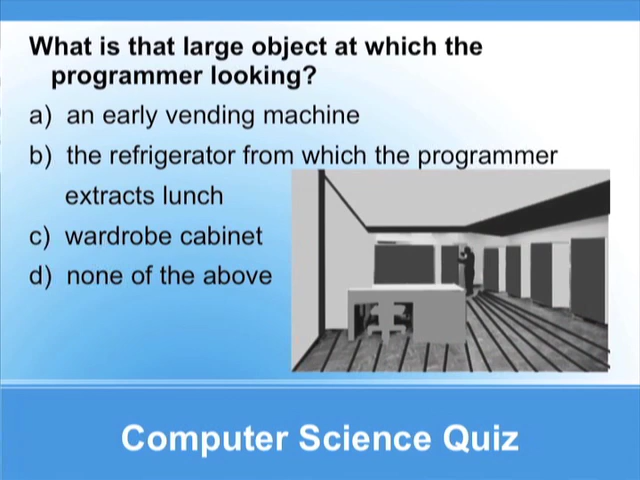 What is that large object at which the
programmer looking?
a) an early vending machine
b) the refrigerator from which the programmer
extracts lunch
c) wardrobe cabinet
d) none of the above
Computer Science Quiz